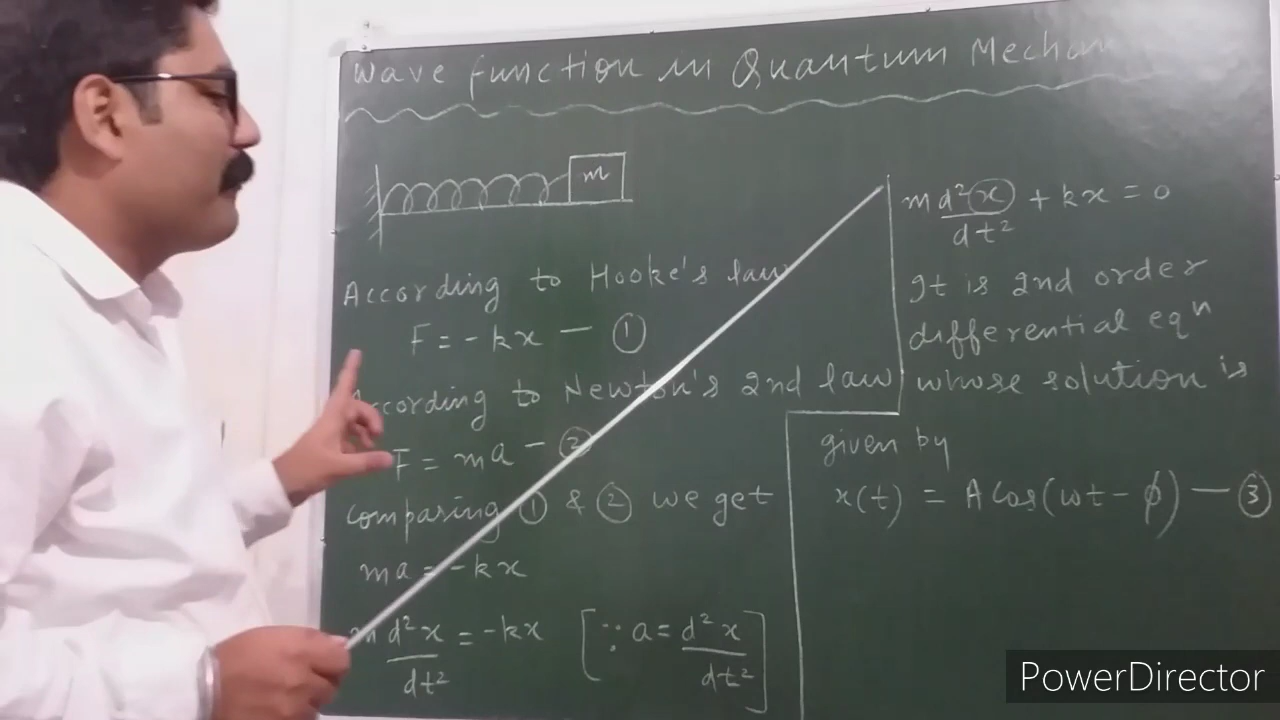 Wave function in Quantum Mechan
m
According to Hooke's law
F = - kx — ①
According to Newton's 2nd law
F = ma — ②
comparing ① & ② we get
ma = -kx
m d²x/dt² = -kx [∵ a = d²x/dt²]
m d²x/dt² + kx = 0
It is 2nd order
differential eqⁿ
whose solution is
given by
x(t) = A cos(ωt - φ) — ③
PowerDirector